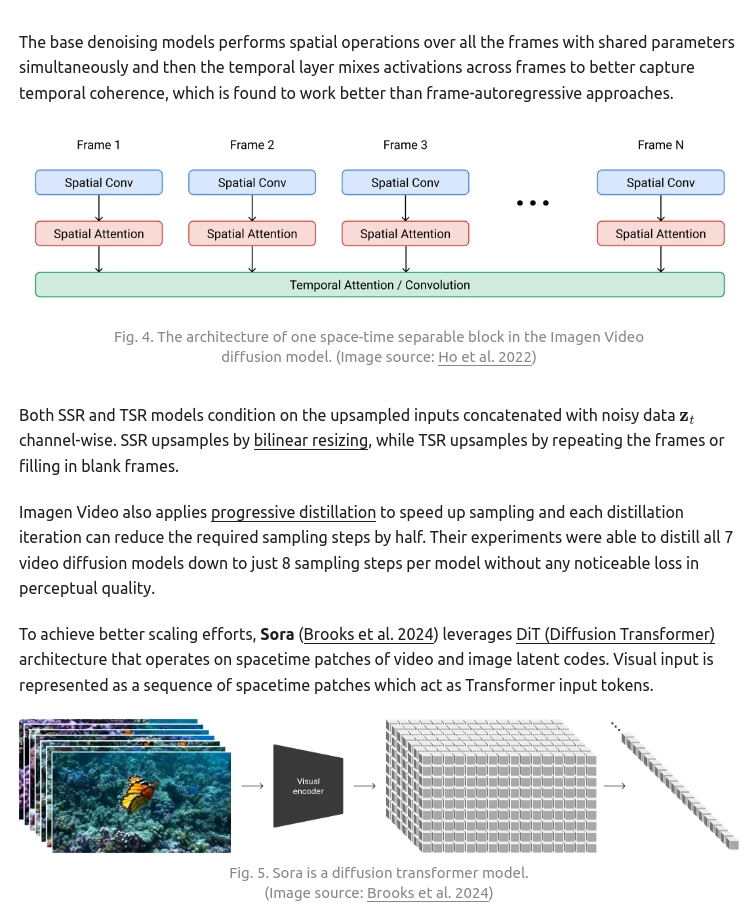 The base denoising models performs spatial operations over all the frames with shared parameters
simultaneously and then the temporal layer mixes activations across frames to better capture
temporal coherence, which is found to work better than frame-autoregressive approaches.
Frame 1 Frame 2 Frame 3 Frame N
Spatial Conv Spatial Conv Spatial Conv Spatial Conv
Spatial Attention Spatial Attention Spatial Attention Spatial Attention
Temporal Attention / Convolution
Fig. 4. The architecture of one space-time separable block in the Imagen Video
diffusion model. (Image source: Ho et al. 2022)
Both SSR and TSR models condition on the upsampled inputs concatenated with noisy data z_t
channel-wise. SSR upsamples by bilinear resizing, while TSR upsamples by repeating the frames or
filling in blank frames.
Imagen Video also applies progressive distillation to speed up sampling and each distillation
iteration can reduce the required sampling steps by half. Their experiments were able to distill all 7
video diffusion models down to just 8 sampling steps per model without any noticeable loss in
perceptual quality.
To achieve better scaling efforts, Sora (Brooks et al. 2024) leverages DiT (Diffusion Transformer)
architecture that operates on spacetime patches of video and image latent codes. Visual input is
represented as a sequence of spacetime patches which act as Transformer input tokens.
Visual
encoder
Fig. 5. Sora is a diffusion transformer model.
(Image source: Brooks et al. 2024)